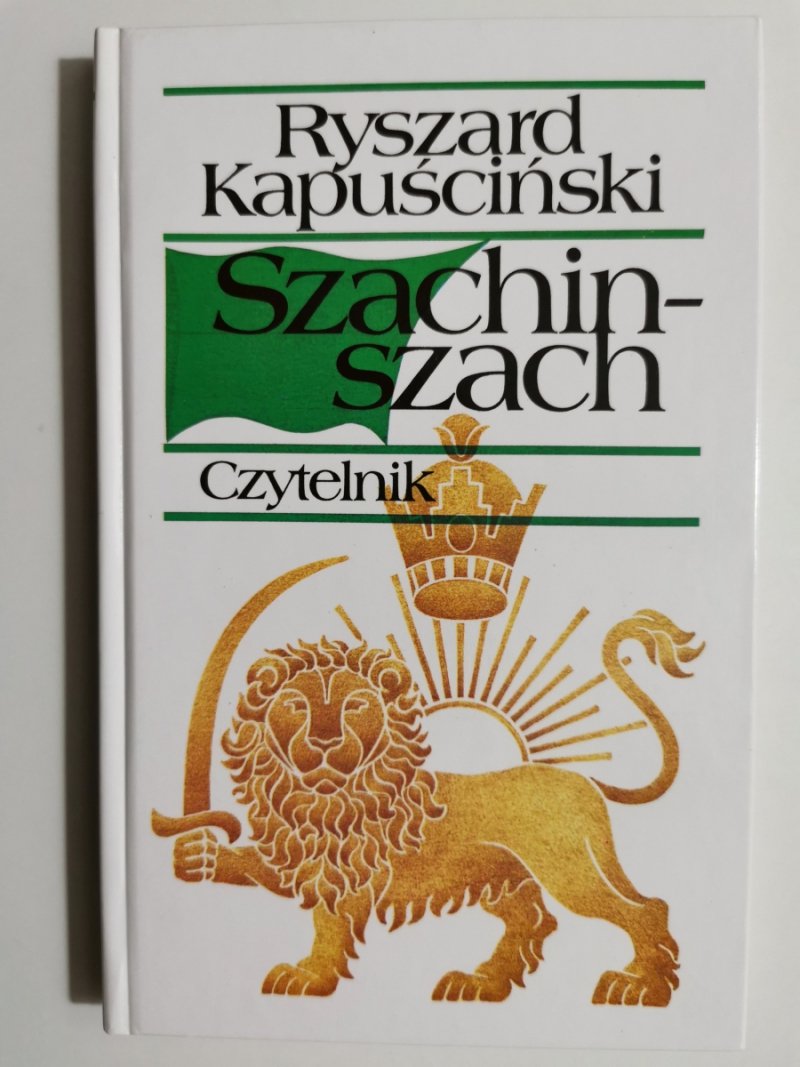 Ryszard
Kapuściński
Szachin-
szach
Czytelnik